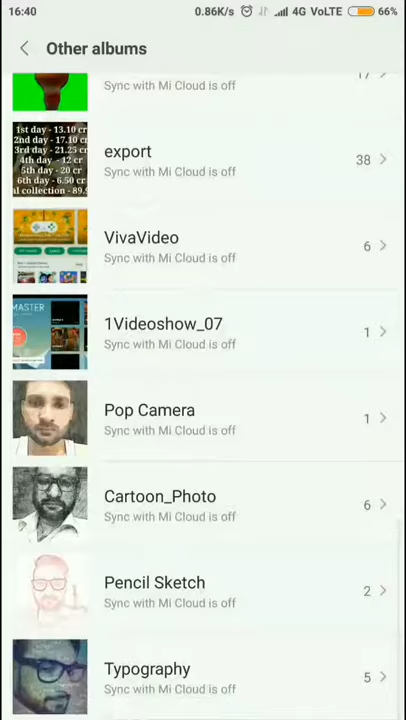 16:40 0.86K/s 4G VoLTE 66%
Other albums
Sync with Mi Cloud is off 17
1st day - 13.10 cr
2nd day - 17.10 cr
3rd day - 21.25 cr
4th day - 12 cr
5th day - 20 cr
6th day - 6.50 cr
al collection - 89.
export
Sync with Mi Cloud is off
38
VivaVideo
Sync with Mi Cloud is off
6
MASTER
1Videoshow_07
Sync with Mi Cloud is off
1
Pop Camera
Sync with Mi Cloud is off
1
Cartoon_Photo
Sync with Mi Cloud is off
6
Pencil Sketch
Sync with Mi Cloud is off
2
Typography
Sync with Mi Cloud is off
5